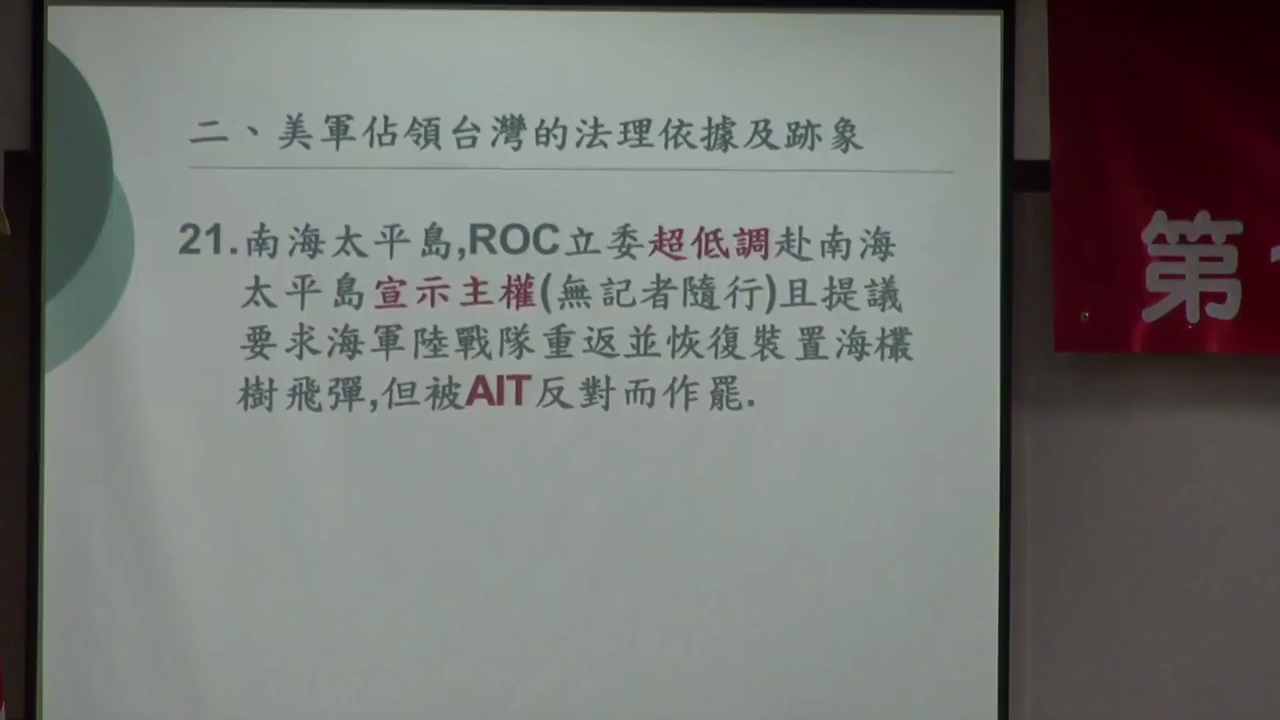 二、美軍佔領台灣的法理依據及跡象
21.南海太平島,ROC立委超低調赴南海
太平島宣示主權(無記者隨行)且提議
要求海軍陸戰隊重返並恢復裝置海欉
樹飛彈,但被AIT反對而作罷.
第